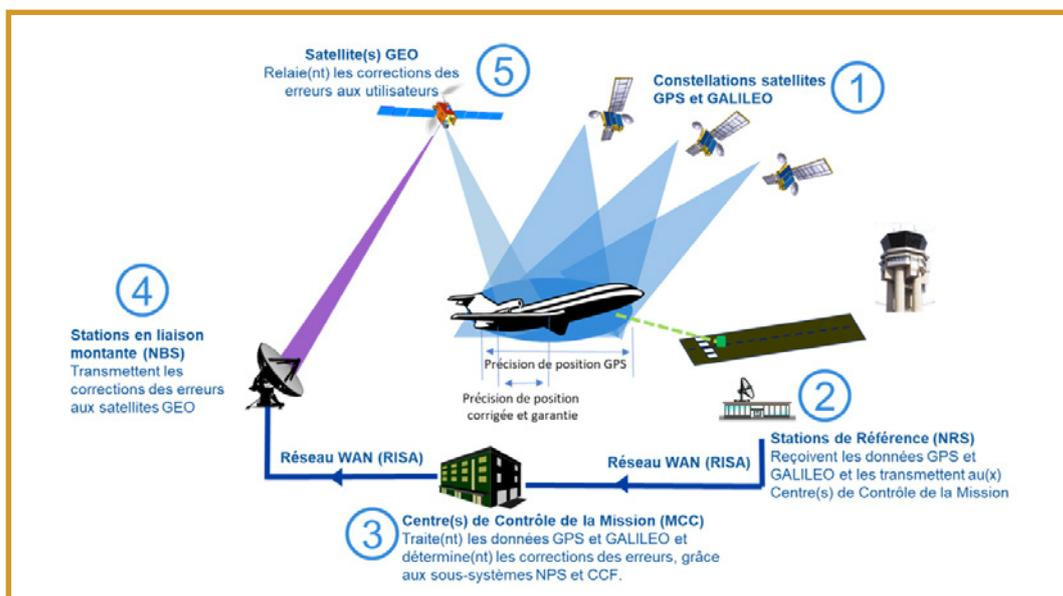 Satellite(s) GEO
Relaie(nt) les corrections des
erreurs aux utilisateurs
5
Constellations satellites
GPS et GALILEO
1
4
Stations en liaison
montante (NBS)
Transmettent les
corrections des erreurs
aux satellites GEO
Précision de position GPS
Précision de position
corrigée et garantie
2
Stations de Référence (NRS)
Reçoivent les données GPS et
GALILEO et les transmettent au(x)
Centre(s) de Contrôle de la Mission
Réseau WAN (RISA)
Réseau WAN (RISA)
3
Centre(s) de Contrôle de la Mission (MCC)
Traite(nt) les données GPS et GALILEO et
détermine(nt) les corrections des erreurs, grâce
aux sous-systèmes NPS et CCF.